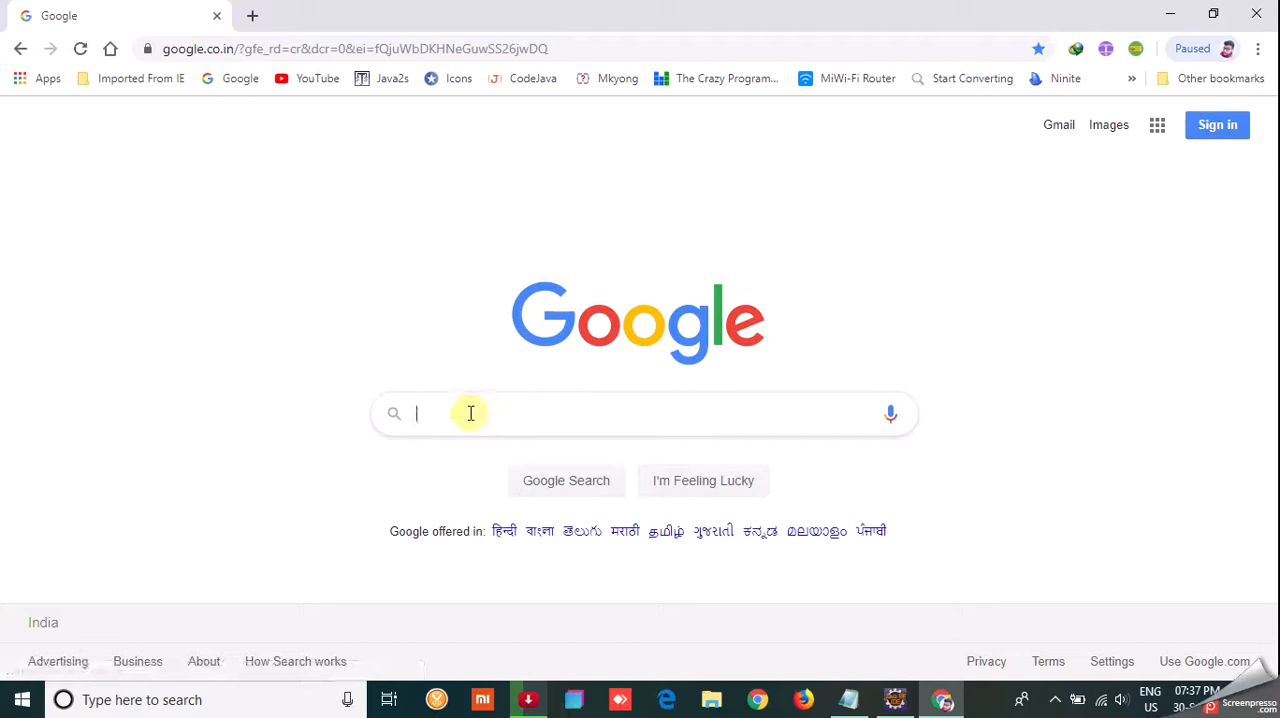 Google
google.co.in/?gfe_rd=cr&dcr=0&ei=fQjuWbDKHNeGuwSS26jwDQ
Paused
Apps Imported From IE Google YouTube Java2s Icons CodeJava Mkyong The Crazy Program... MiWi-Fi Router Start Converting Ninite » Other bookmarks
Gmail Images Sign in
Google
Google Search I'm Feeling Lucky
Google offered in: हिन्दी বাংলা తెలుగు मराठी தமிழ் ગુજરાતી ಕನ್ನಡ മലയാളം ਪੰਜਾਬੀ
India
Advertising Business About How Search works Privacy Terms Settings Use Google.com
Type here to search
ENG 07:37 PM
IN
Screenpresso
.com